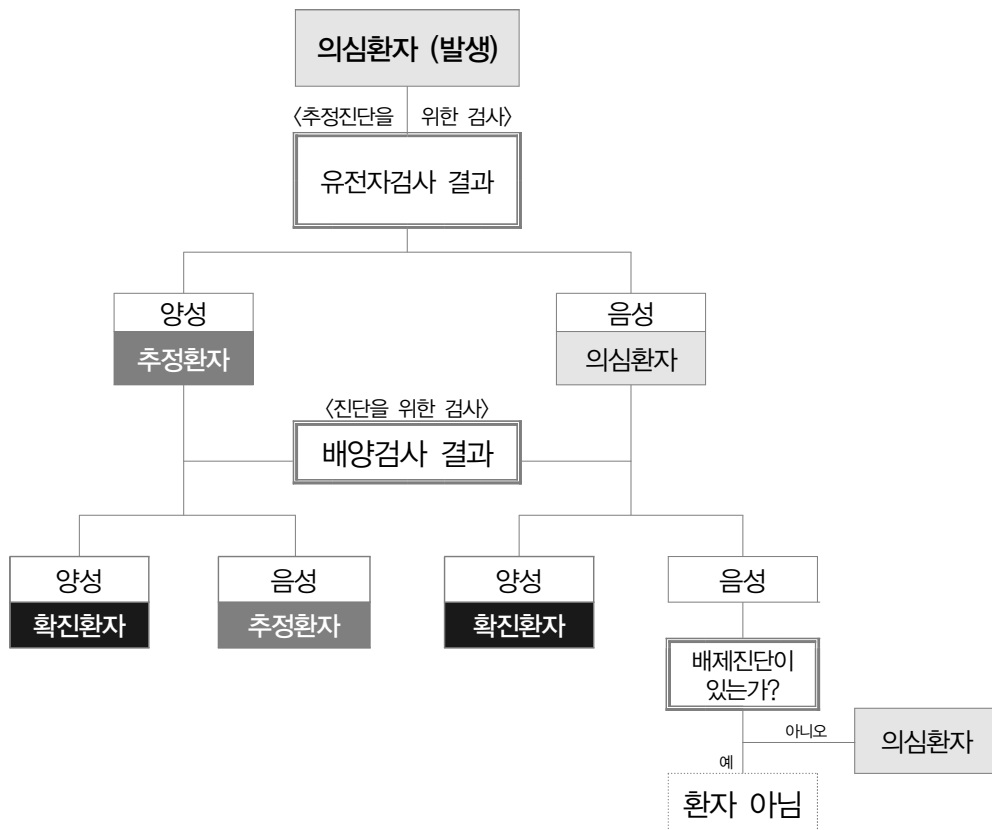 의심환자 (발생)
〈추정진단을 위한 검사〉
유전자검사 결과
양성
추정환자
음성
의심환자
〈진단을 위한 검사〉
배양검사 결과
양성
확진환자
음성
추정환자
양성
확진환자
음성
배제진단이
있는가?
아니오
의심환자
예
환자 아님